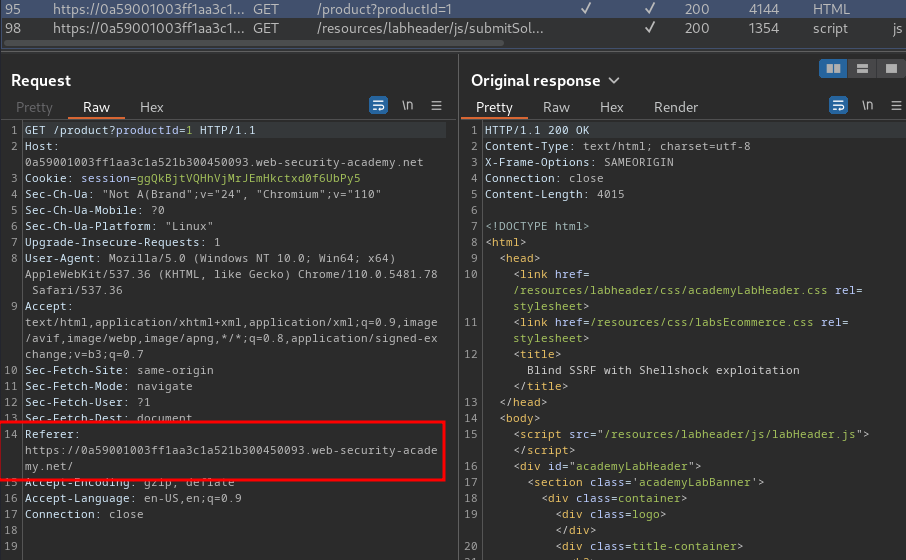 95 https://0a59001003ff1aa3c1... GET /product?productId=1 ✓ ✓ 200 4144 HTML
98 https://0a59001003ff1aa3c1... GET /resources/labheader/js/submitSol... ✓ 200 1354 script js
Request
Pretty Raw Hex \n
1 GET /product?productId=1 HTTP/1.1
2 Host:
0a59001003ff1aa3c1a521b300450093.web-security-academy.net
3 Cookie: session=ggQkBjtVQHhVjMrJEmHkctxd0f6UbPy5
4 Sec-Ch-Ua: "Not A(Brand";v="24", "Chromium";v="110"
5 Sec-Ch-Ua-Mobile: ?0
6 Sec-Ch-Ua-Platform: "Linux"
7 Upgrade-Insecure-Requests: 1
8 User-Agent: Mozilla/5.0 (Windows NT 10.0; Win64; x64)
AppleWebKit/537.36 (KHTML, like Gecko) Chrome/110.0.5481.78
Safari/537.36
9 Accept:
text/html,application/xhtml+xml,application/xml;q=0.9,image
/avif,image/webp,image/apng,*/*;q=0.8,application/signed-ex
change;v=b3;q=0.7
10 Sec-Fetch-Site: same-origin
11 Sec-Fetch-Mode: navigate
12 Sec-Fetch-User: ?1
13 Sec-Fetch-Dest: document
14 Referer:
https://0a59001003ff1aa3c1a521b300450093.web-security-acade
my.net/
15 Accept-Encoding: gzip, deflate
16 Accept-Language: en-US,en;q=0.9
17 Connection: close
18
19
Original response
Pretty Raw Hex Render \n
1 HTTP/1.1 200 OK
2 Content-Type: text/html; charset=utf-8
3 X-Frame-Options: SAMEORIGIN
4 Connection: close
5 Content-Length: 4015
6
7 <!DOCTYPE html>
8 <html>
9 <head>
10 <link href=
/resources/labheader/css/academyLabHeader.css rel=
stylesheet>
11 <link href=/resources/css/labsEcommerce.css rel=
stylesheet>
12 <title>
Blind SSRF with Shellshock exploitation
</title>
13 </head>
14 <body>
15 <script src="/resources/labheader/js/labHeader.js">
</script>
16 <div id="academyLabHeader">
17 <section class='academyLabBanner'>
18 <div class=container>
19 <div class=logo>
</div>
20 <div class=title-container>